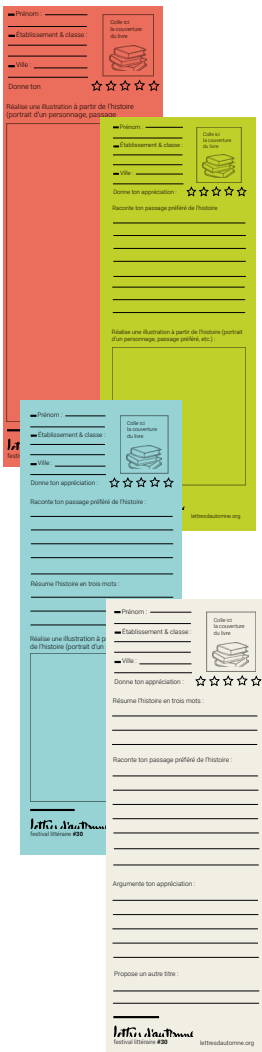 Prénom :
Établissement & classe :
Ville :
Colle ici
la couverture
du livre
Donne ton
Réalise une illustration à partir de l'histoire
(portrait d'un personnage, passage
Prénom :
Établissement & classe :
Ville :
Colle ici
la couverture
du livre
Donne ton appréciation :
Raconte ton passage préféré de l'histoire
Réalise une illustration à partir de l'histoire (portrait
d'un personnage, passage préféré, etc.) :
lettresdautomne.org
Prénom :
Établissement & classe :
Ville :
Colle ici
la couverture
du livre
Donne ton appréciation :
Raconte ton passage préféré de l'histoire :
Résume l'histoire en trois mots :
Réalise une illustration à p
de l'histoire (portrait d'un
lettres d'automne
festival littéraire #30
Prénom :
Établissement & classe :
Ville :
Colle ici
la couverture
du livre
Donne ton appréciation :
Résume l'histoire en trois mots :
Raconte ton passage préféré de l'histoire :
Argumente ton appréciation :
Propose un autre titre :
lettres d'automne
festival littéraire #30
lettresdautomne.org